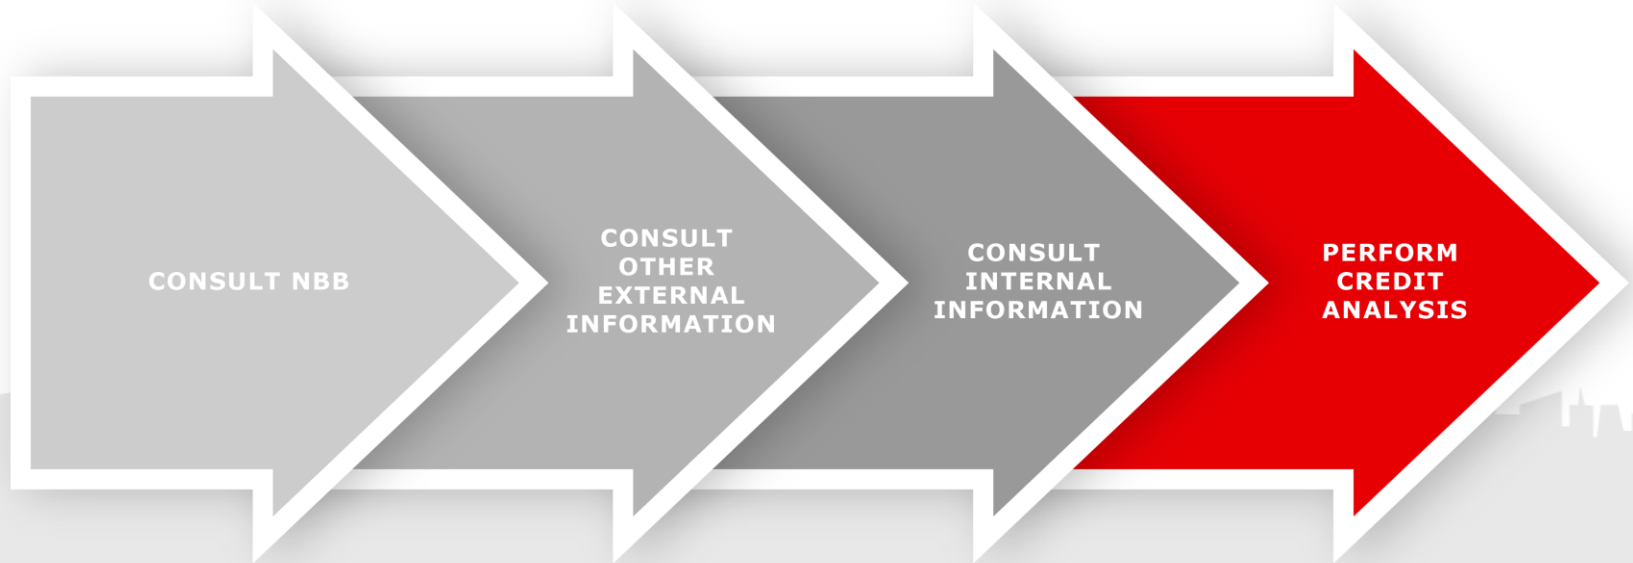 CONSULT NBB
CONSULT
OTHER
EXTERNAL
INFORMATION
CONSULT
INTERNAL
INFORMATION
PERFORM
CREDIT
ANALYSIS